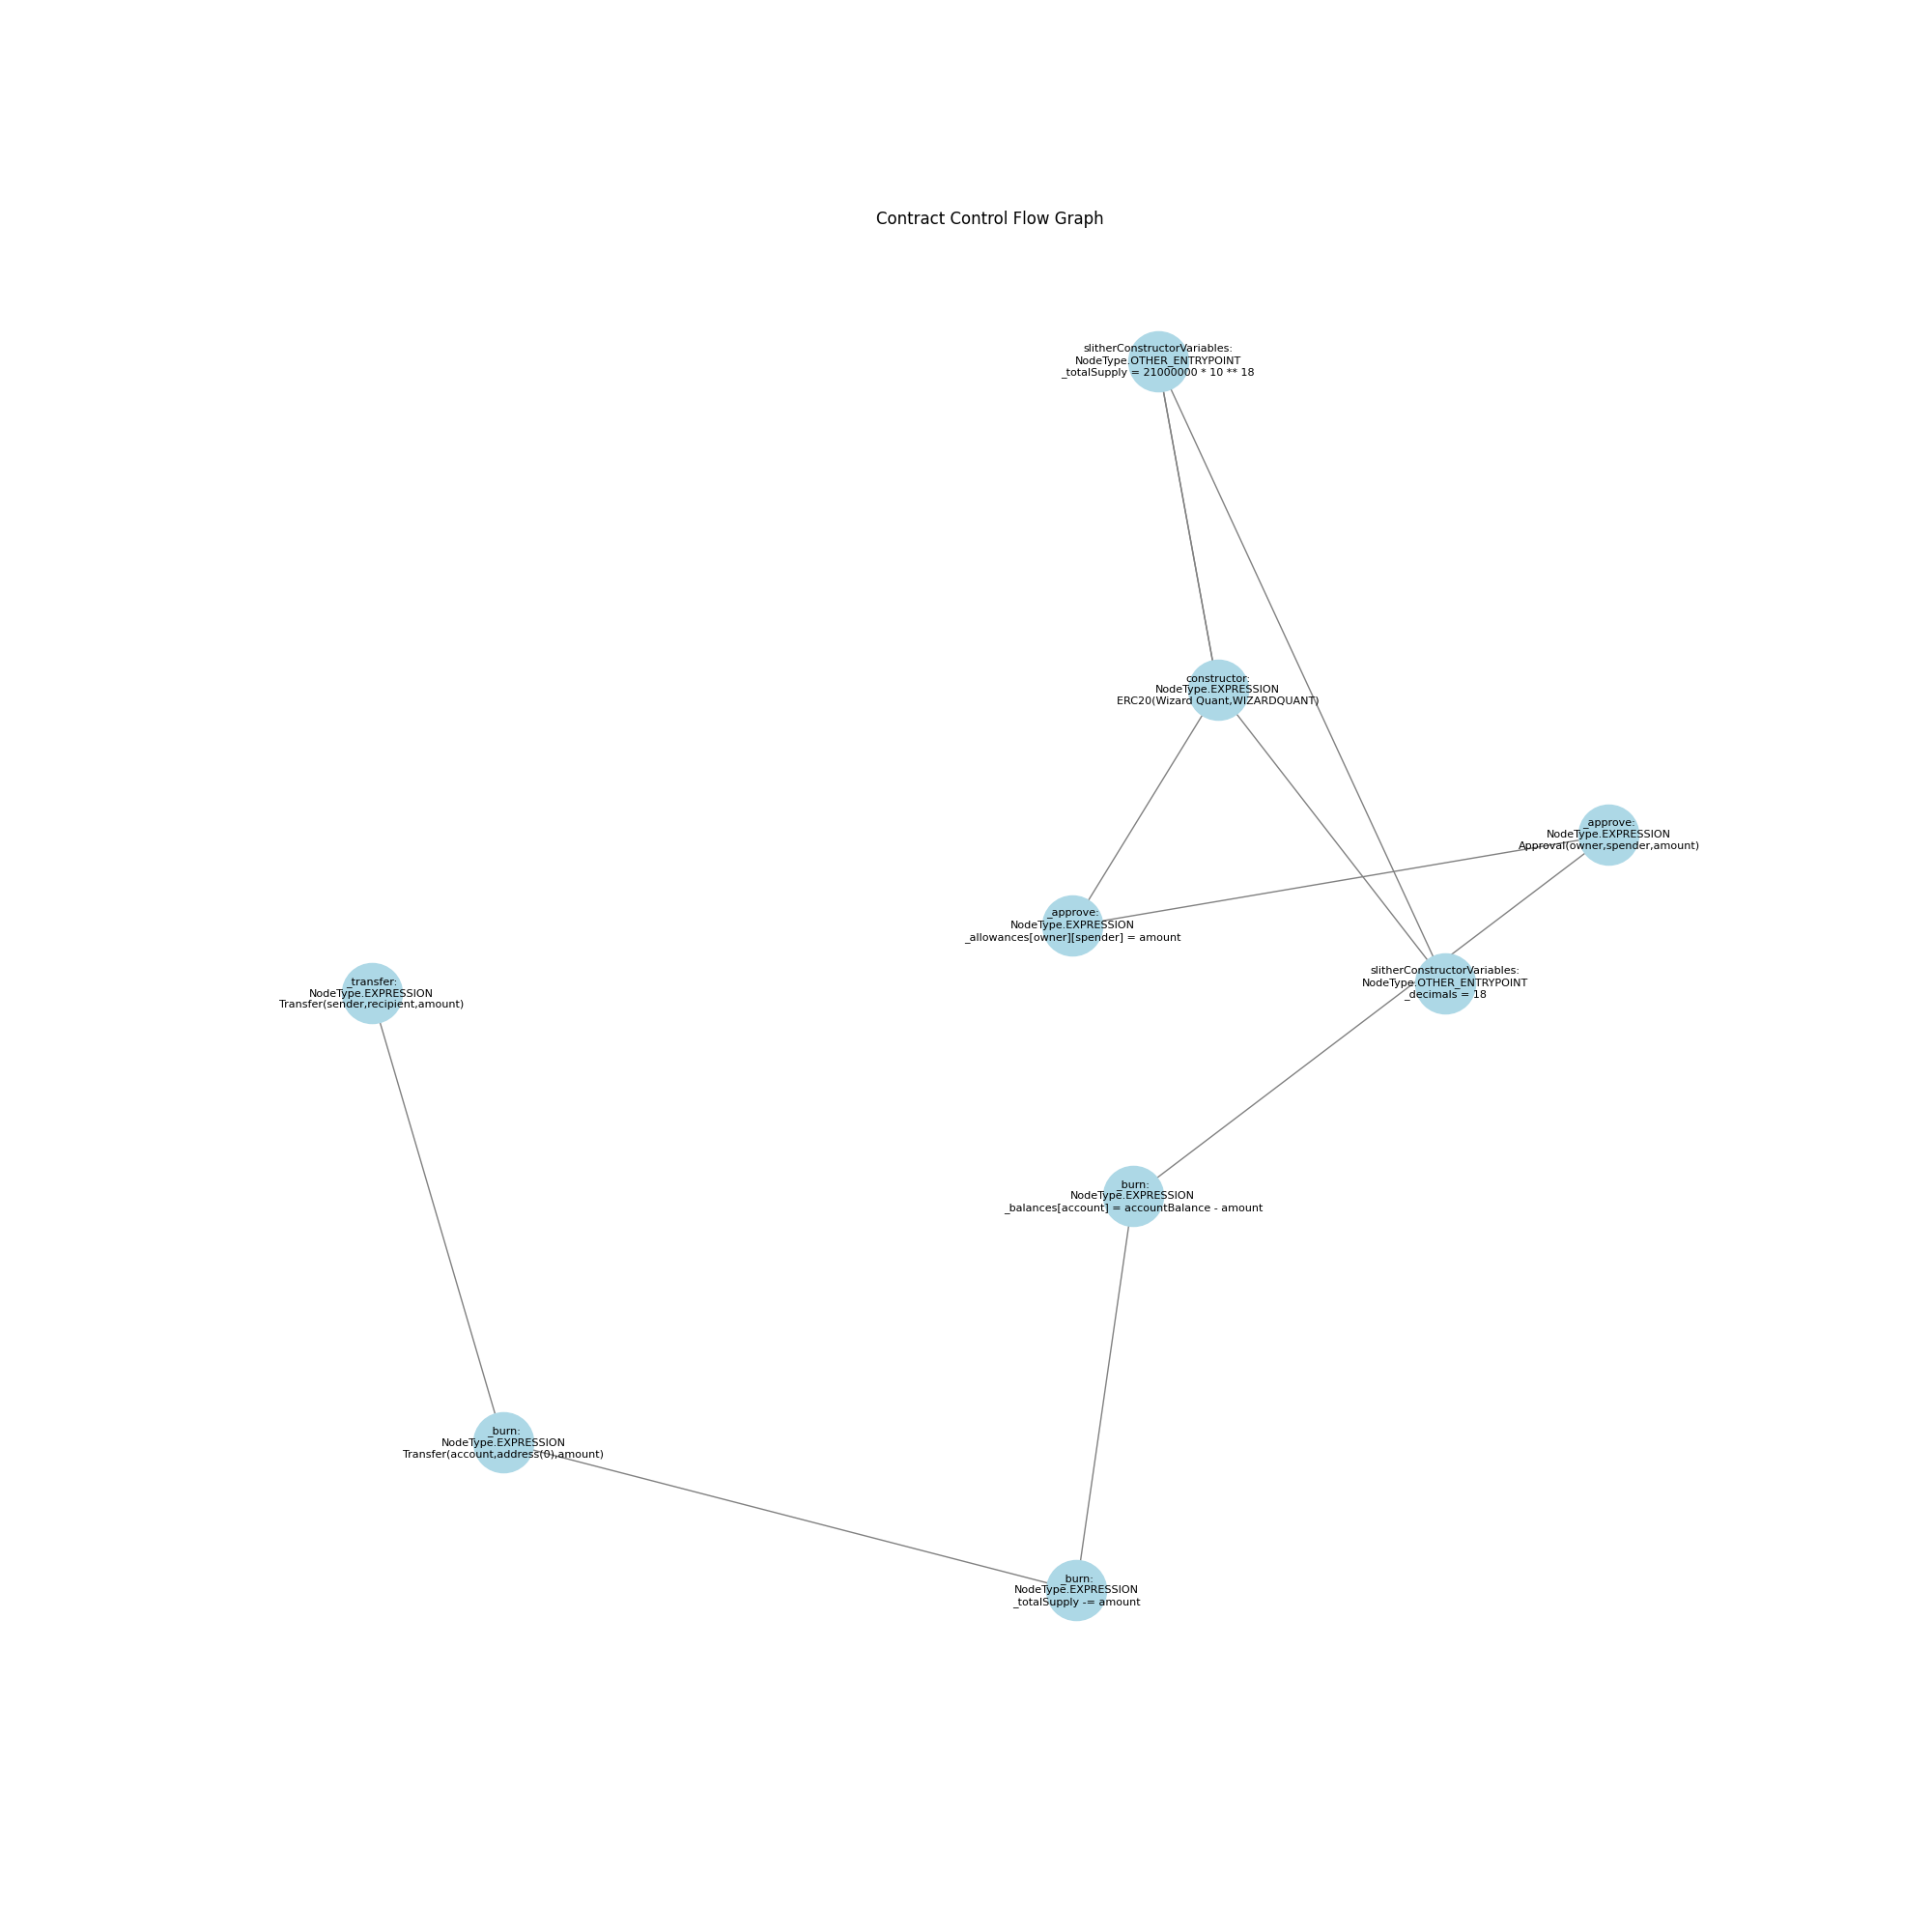 Contract Control Flow Graph
slitherConstructorVariables:
NodeType.OTHER_ENTRYPOINT
_totalSupply = 21000000 * 10 ** 18
constructor:
NodeType.EXPRESSION
ERC20(Wizard Quant,WIZARDQUANT)
_approve:
NodeType.EXPRESSION
Approval(owner,spender,amount)
_approve:
NodeType.EXPRESSION
_allowances[owner][spender] = amount
slitherConstructorVariables:
NodeType.OTHER_ENTRYPOINT
_decimals = 18
_transfer:
NodeType.EXPRESSION
Transfer(sender,recipient,amount)
_burn:
NodeType.EXPRESSION
_balances[account] = accountBalance - amount
_burn:
NodeType.EXPRESSION
Transfer(account,address(0),amount)
_burn:
NodeType.EXPRESSION
_totalSupply -= amount